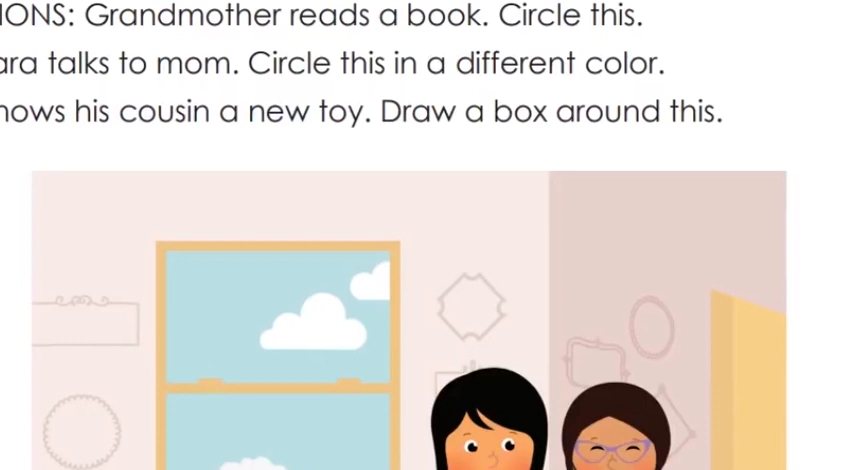 IONS: Grandmother reads a book. Circle this.
ara talks to mom. Circle this in a different color.
hows his cousin a new toy. Draw a box around this.